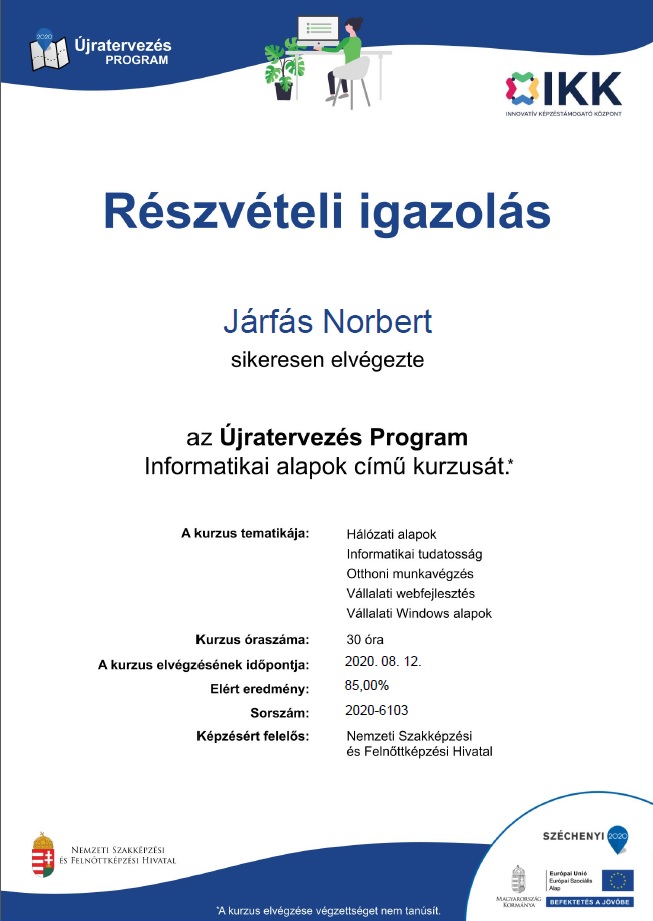 2020
Újratervezés
PROGRAM
IKK
INNOVATÍV KÉPZÉSTÁMOGATÓ KÖZPONT
Részvételi igazolás
Járfás Norbert
sikeresen elvégezte
az Újratervezés Program
Informatikai alapok című kurzusát.*
A kurzus tematikája: Hálózati alapok
Informatikai tudatosság
Otthoni munkavégzés
Vállalati webfejlesztés
Vállalati Windows alapok
Kurzus óraszáma: 30 óra
A kurzus elvégzésének időpontja: 2020. 08. 12.
Elért eredmény: 85,00%
Sorszám: 2020-6103
Képzésért felelős: Nemzeti Szakképzési
és Felnőttképzési Hivatal
NEMZETI SZAKKÉPZÉSI
ÉS FELNŐTTKÉPZÉSI HIVATAL
SZÉCHENYI 2020
MAGYARORSZÁG
KORMÁNYA
Európai Unió
Európai Szociális
Alap
BEFEKTETÉS A JÖVŐBE
*A kurzus elvégzése végzettséget nem tanúsít.